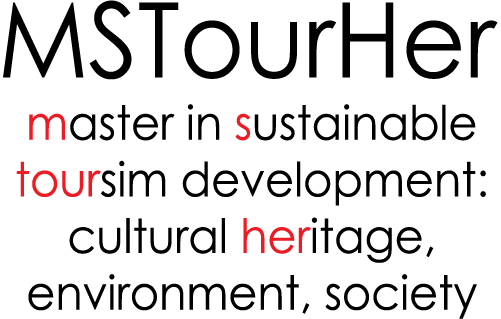 MSTourHer
master in sustainable
toursim development:
cultural heritage,
environment, society